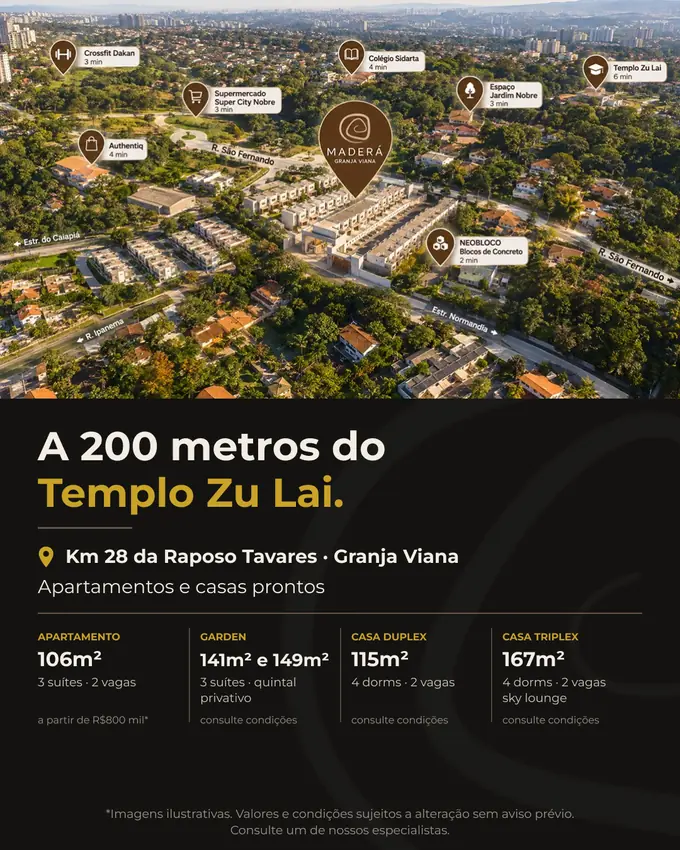 Crossfit Dakan
3 min
Colégio Sidarta
4 min
Templo Zu Lai
6 min
Supermercado
Super City Nobre
3 min
Espaço
Jardim Nobre
3 min
Authentiq
4 min
R. São Fernando
MADERÁ
GRANJA VIANA
Estr. do Caiapiá
NEOBLOCO
Blocos de Concreto
2 min
R. São Fernando
R. Ipanema
Estr. Normandia
A 200 metros do
Templo Zu Lai.
Km 28 da Raposo Tavares · Granja Viana
Apartamentos e casas prontos
APARTAMENTO
106m²
3 suítes · 2 vagas
a partir de R$800 mil*
GARDEN
141m² e 149m²
3 suítes · quintal
privativo
consulte condições
CASA DUPLEX
115m²
4 dorms · 2 vagas
consulte condições
CASA TRIPLEX
167m²
4 dorms · 2 vagas
sky lounge
consulte condições
*Imagens ilustrativas. Valores e condições sujeitos a alteração sem aviso prévio.
Consulte um de nossos especialistas.